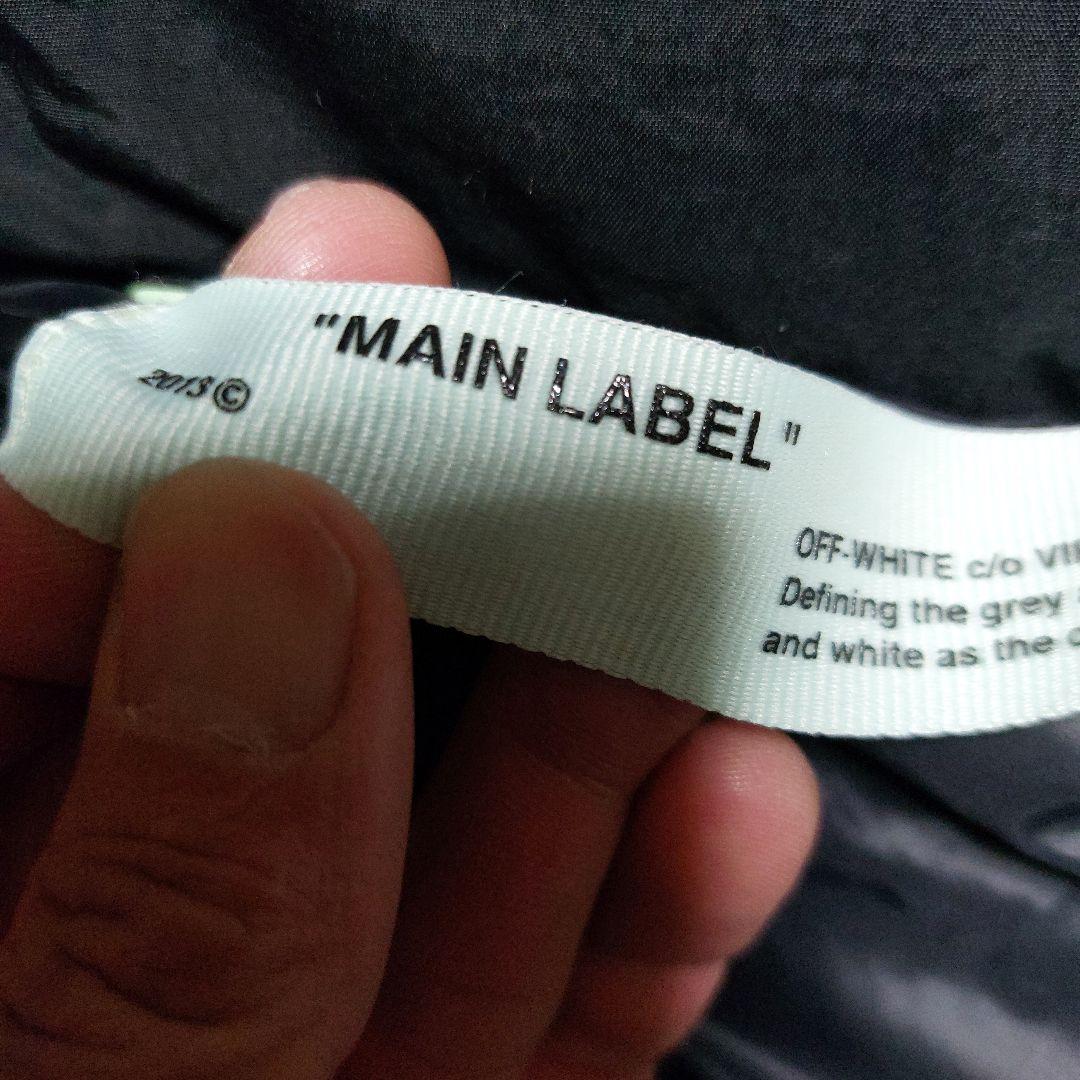 "MAIN LABEL"
2013©
OFF-WHITE c/o
Defining the grey
and white as the